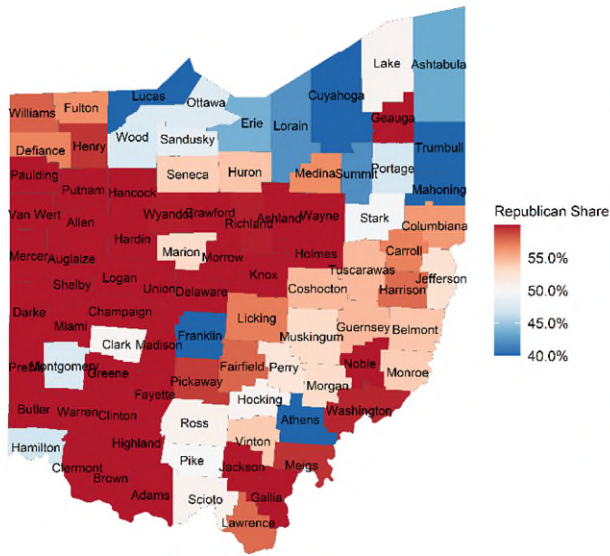 Lake
Ashtabula
Lucas
Ottawa
Cuyahoga
Williams
Fulton
Geauga
Erie
Lorain
Wood
Sandusky
Trumbull
Defiance
Henry
Portage
Seneca
Huron
Medina
Summit
Paulding
Mahoning
Putnam
Hancock
Van Wert
Allen
Wyandot
Crawford
Richland
Ashland
Wayne
Stark
Columbiana
Republican Share
Hardin
Marion
Morrow
Holmes
Carroll
55.0%
Mercer
Auglaize
Tuscarawas
Jefferson
Logan
Union
Delaware
Knox
Coshocton
Harrison
50.0%
Shelby
Darke
Champaign
Licking
Guernsey
Belmont
45.0%
Miami
Clark
Madison
Franklin
Muskingum
40.0%
Montgomery
Greene
Fairfield
Perry
Noble
Monroe
Preble
Pickaway
Morgan
Fayette
Hocking
Butler
Warren
Clinton
Ross
Athens
Washington
Hamilton
Highland
Vinton
Clermont
Pike
Jackson
Meigs
Brown
Adams
Scioto
Gallia
Lawrence